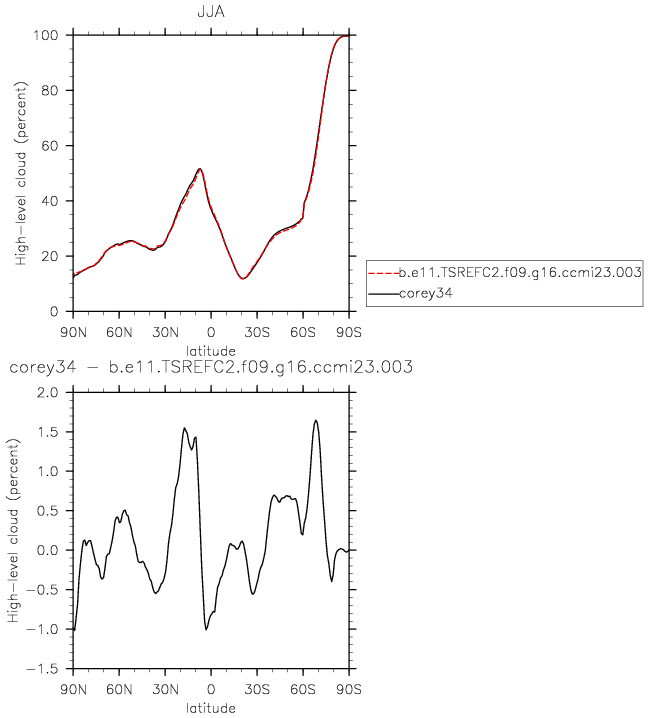 JJA
High-level cloud (percent)
100
80
60
40
20
0
90N 60N 30N 0 30S 60S 90S
latitude
b.e11.TSREFC2.f09.g16.ccmi23.003
corey34
corey34 - b.e11.TSREFC2.f09.g16.ccmi23.003
High-level cloud (percent)
2.0
1.5
1.0
0.5
0.0
-0.5
-1.0
-1.5
90N 60N 30N 0 30S 60S 90S
latitude